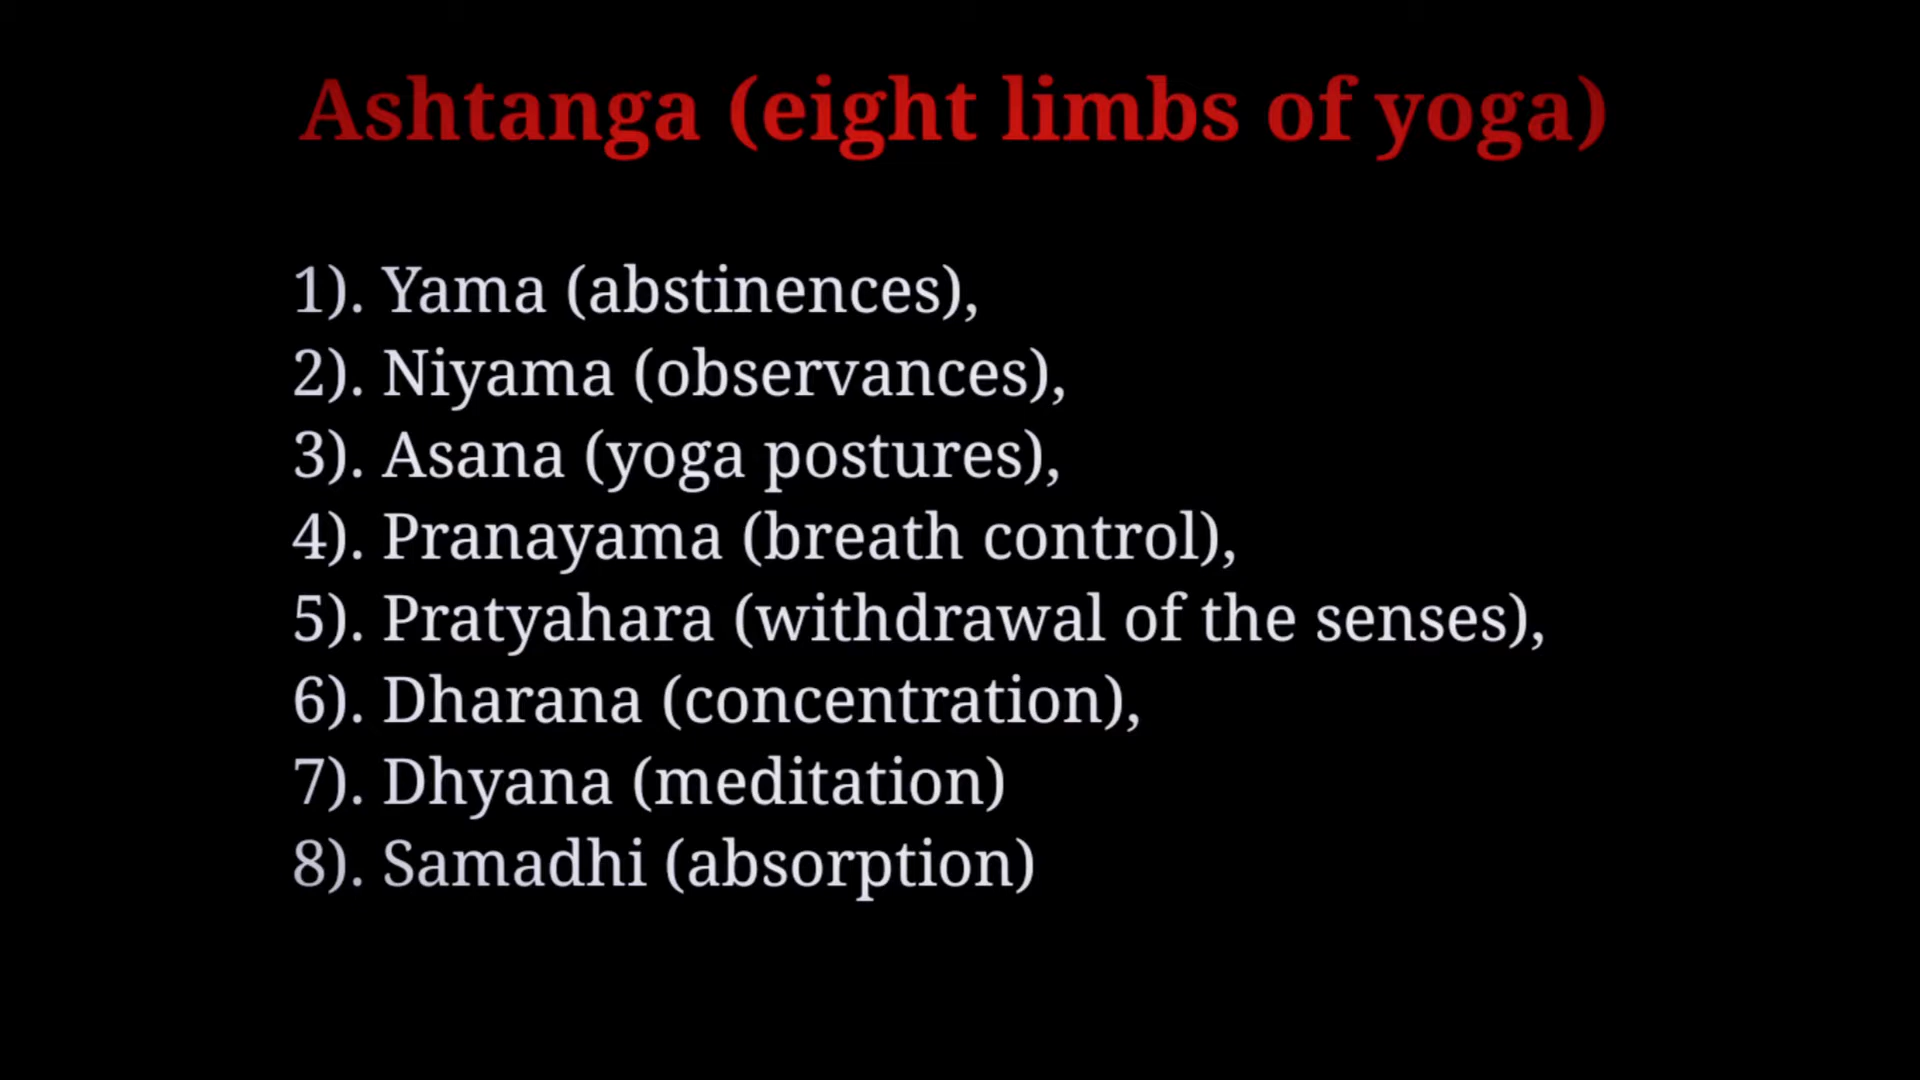 Ashtanga (eight limbs of yoga)
1). Yama (abstinences),
2). Niyama (observances),
3). Asana (yoga postures),
4). Pranayama (breath control),
5). Pratyahara (withdrawal of the senses),
6). Dharana (concentration),
7). Dhyana (meditation)
8). Samadhi (absorption)